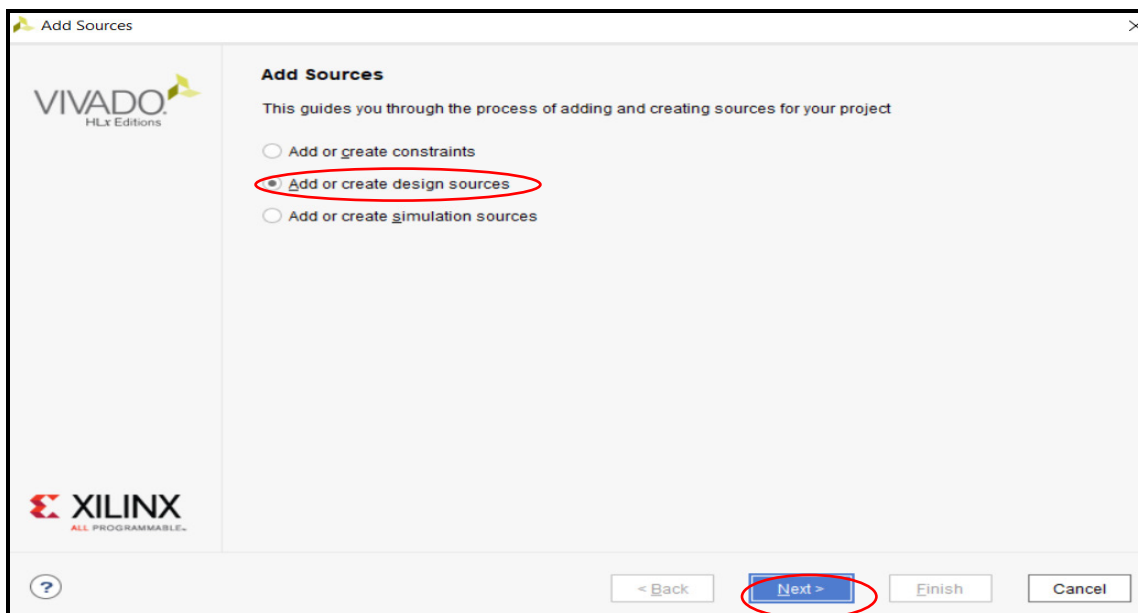 Add Sources
VIVADO.
HLx Editions
Add Sources
This guides you through the process of adding and creating sources for your project
Add or create constraints
Add or create design sources
Add or create simulation sources
XILINX
ALL PROGRAMMABLE™
?
< Back
Next >
Finish
Cancel